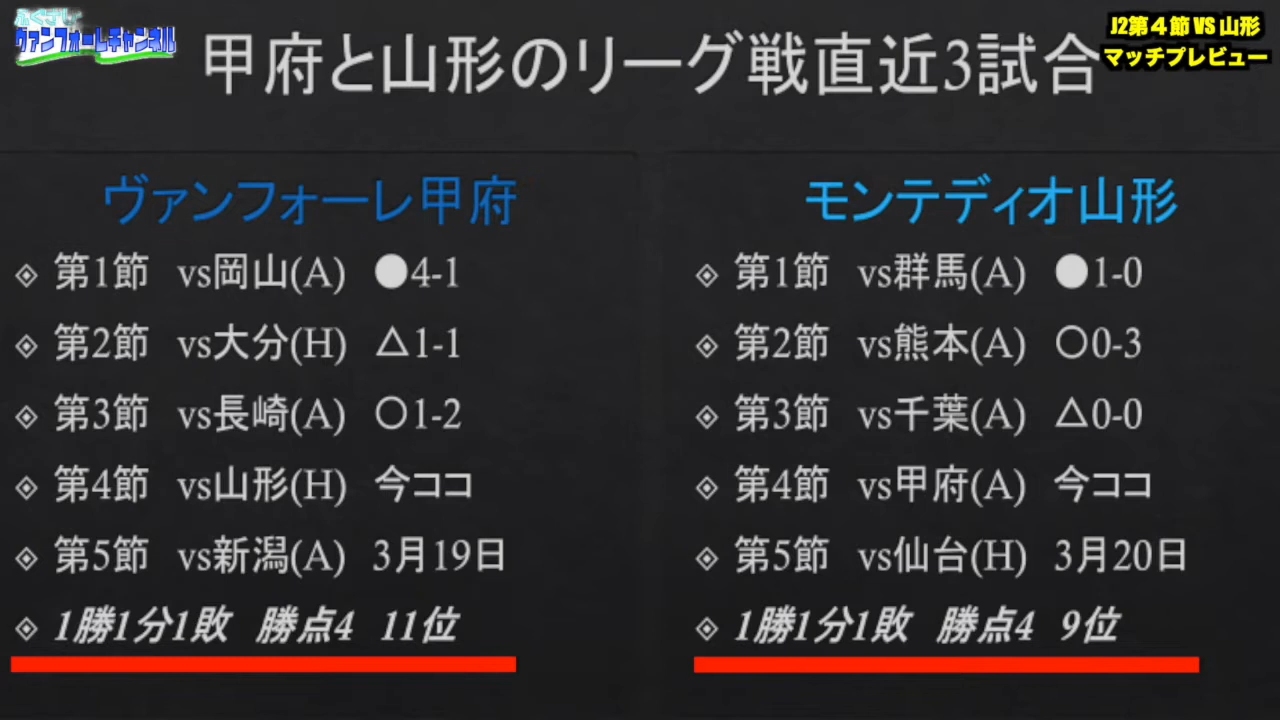 ふぐさんの
ヴァンフォーレチャンネル
甲府と山形のリーグ戦直近3試合
J2第4節 VS 山形
マッチプレビュー
ヴァンフォーレ甲府
第1節 vs岡山(A) ●4-1
第2節 vs大分(H) △1-1
第3節 vs長崎(A) 〇1-2
第4節 vs山形(H) 今ココ
第5節 vs新潟(A) 3月19日
1勝1分1敗 勝点4 11位
モンテディオ山形
第1節 vs群馬(A) ●1-0
第2節 vs熊本(A) 〇0-3
第3節 vs千葉(A) △0-0
第4節 vs甲府(A) 今ココ
第5節 vs仙台(H) 3月20日
1勝1分1敗 勝点4 9位